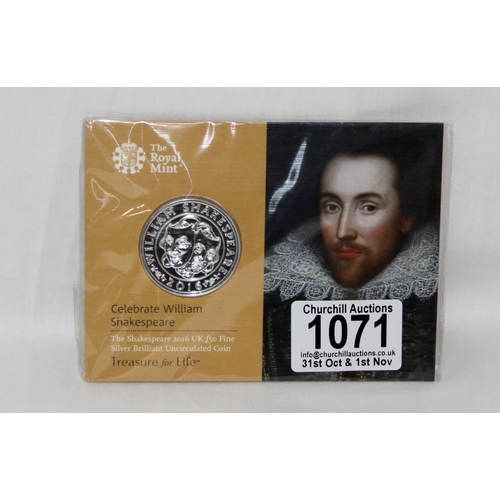 The
Royal
Mint
WILLIAM SHAKESPEARE
2016
Celebrate William
Shakespeare
The Shakespeare 2016 UK £50 Fine
Silver Brilliant Uncirculated Coin
Treasure for Life™
Churchill Auctions
1071
Info@churchillauctions.co.uk
31st Oct & 1st Nov